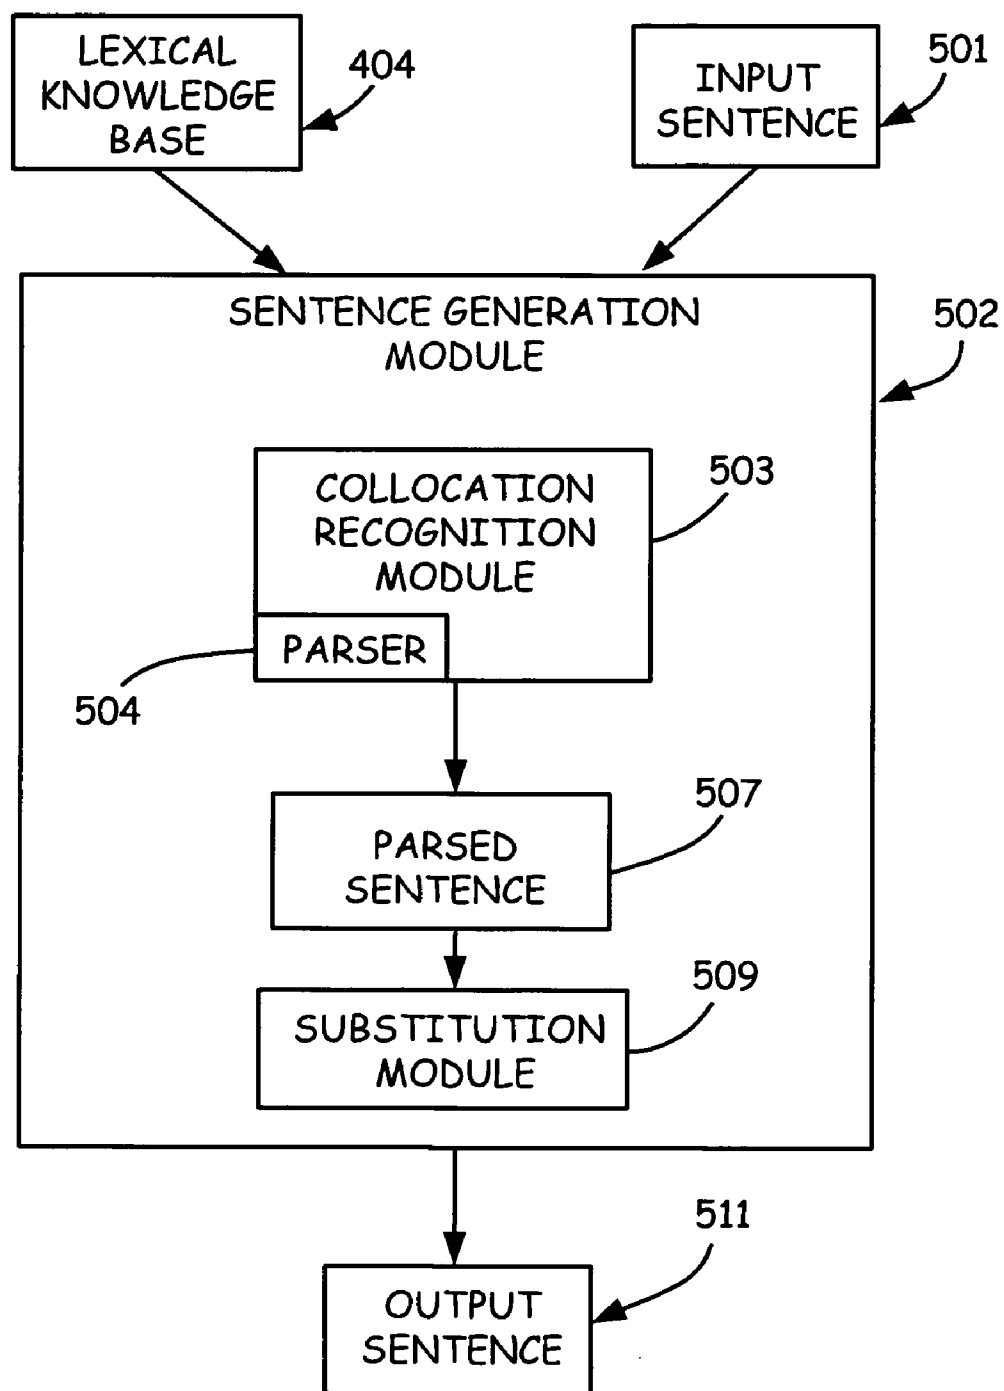 LEXICAL
KNOWLEDGE
BASE
404
INPUT
SENTENCE
501
SENTENCE GENERATION
MODULE
502
COLLOCATION
RECOGNITION
MODULE
503
PARSER
504
PARSED
SENTENCE
507
SUBSTITUTION
MODULE
509
OUTPUT
SENTENCE
511